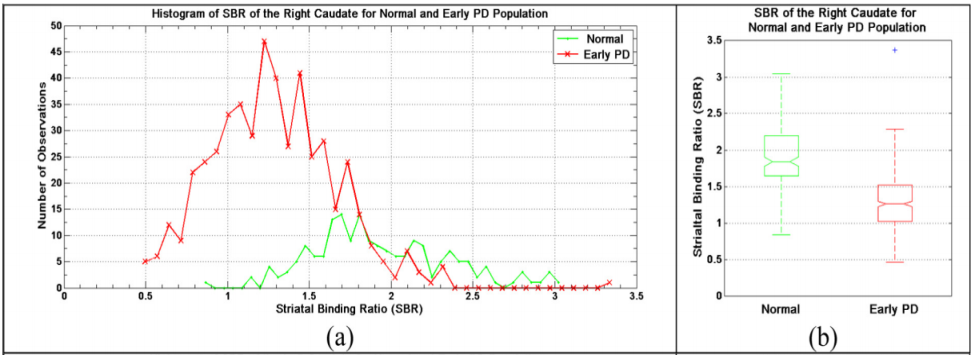 Histogram of SBR of the Right Caudate for Normal and Early PD Population
50
45
40
35
30
25
20
15
10
5
0
Number of Observations
Normal
Early PD
0 0.5 1 1.5 2 2.5 3 3.5
Striatal Binding Ratio (SBR)
(a)
SBR of the Right Caudate for
Normal and Early PD Population
3.5
3
2.5
2
1.5
1
0.5
0
Strialtal Binding Ratio (SBR)
Normal Early PD
(b)